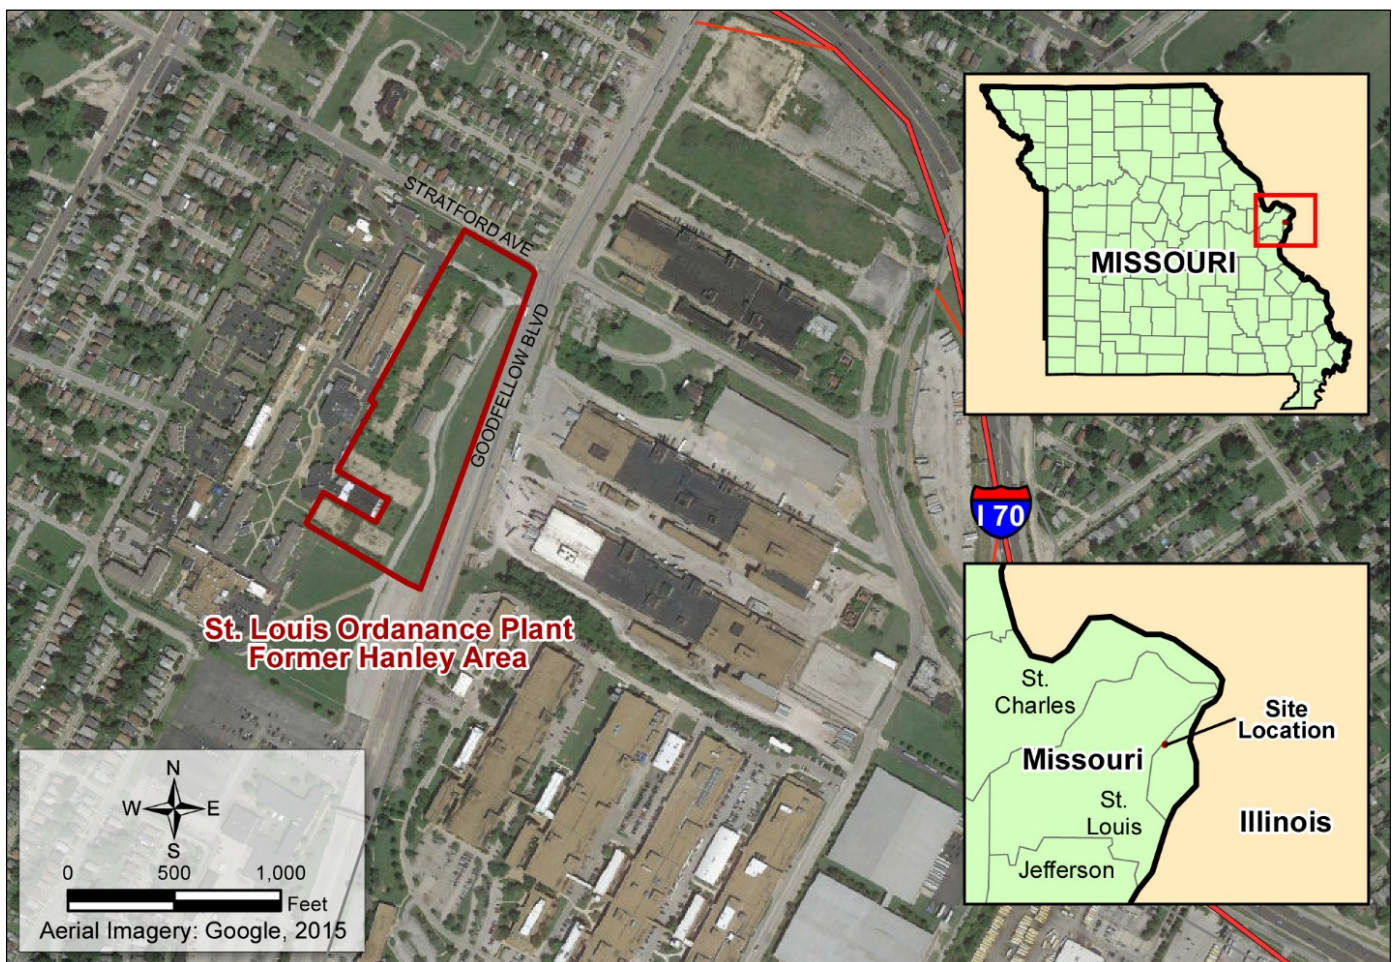 STRATFORD AVE
GOODFELLOW BLVD
St. Louis Ordanance Plant
Former Hanley Area
MISSOURI
I 70
St.
Charles
Missouri
St.
Louis
Jefferson
Site
Location
Illinois
N
W E
S
0 500 1,000
Feet
Aerial Imagery: Google, 2015